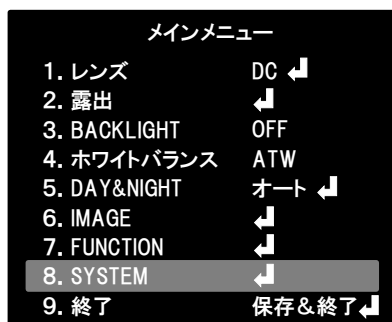 メインメニュー
1. レンズ DC ↵
2. 露出 ↵
3. BACKLIGHT OFF
4. ホワイトバランス ATW
5. DAY&NIGHT オート ↵
6. IMAGE ↵
7. FUNCTION ↵
8. SYSTEM ↵
9. 終了 保存&終了↵